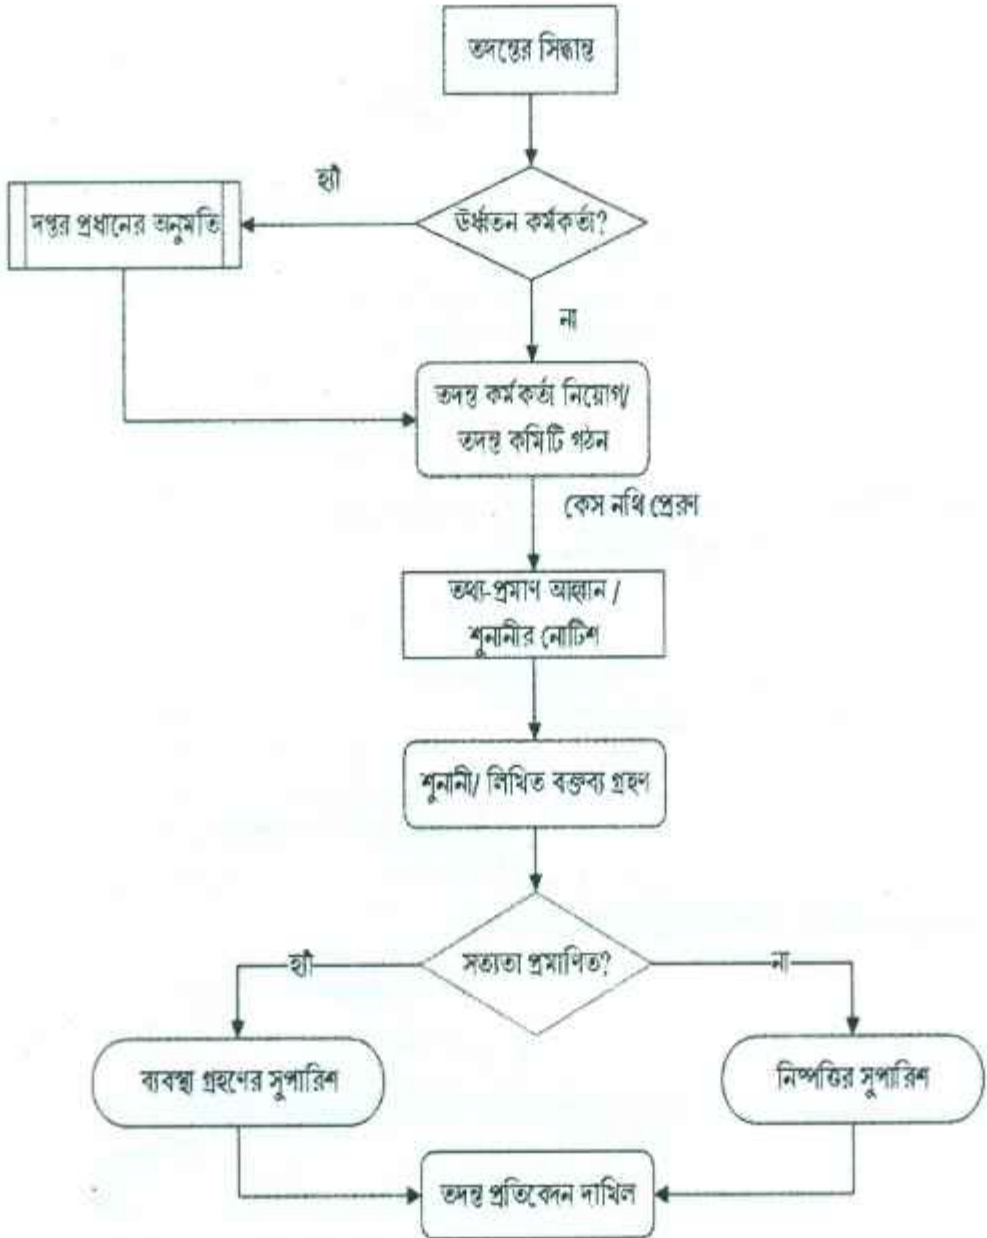 তদন্তের সিদ্ধান্ত
হ্যাঁ
দপ্তর প্রধানের অনুমতি
উর্ধ্বতন কর্মকর্তা?
না
তদন্ত কর্মকর্তা নিয়োগ/
তদন্ত কমিটি গঠন
কেস নথি প্রেরণ
তথ্য-প্রমাণ আহ্বান /
শুনানীর নোটিশ
শুনানী/ লিখিত বক্তব্য গ্রহণ
হ্যাঁ
সত্যতা প্রমাণিত?
না
ব্যবস্থা গ্রহণের সুপারিশ
নিষ্পত্তির সুপারিশ
তদন্ত প্রতিবেদন দাখিল